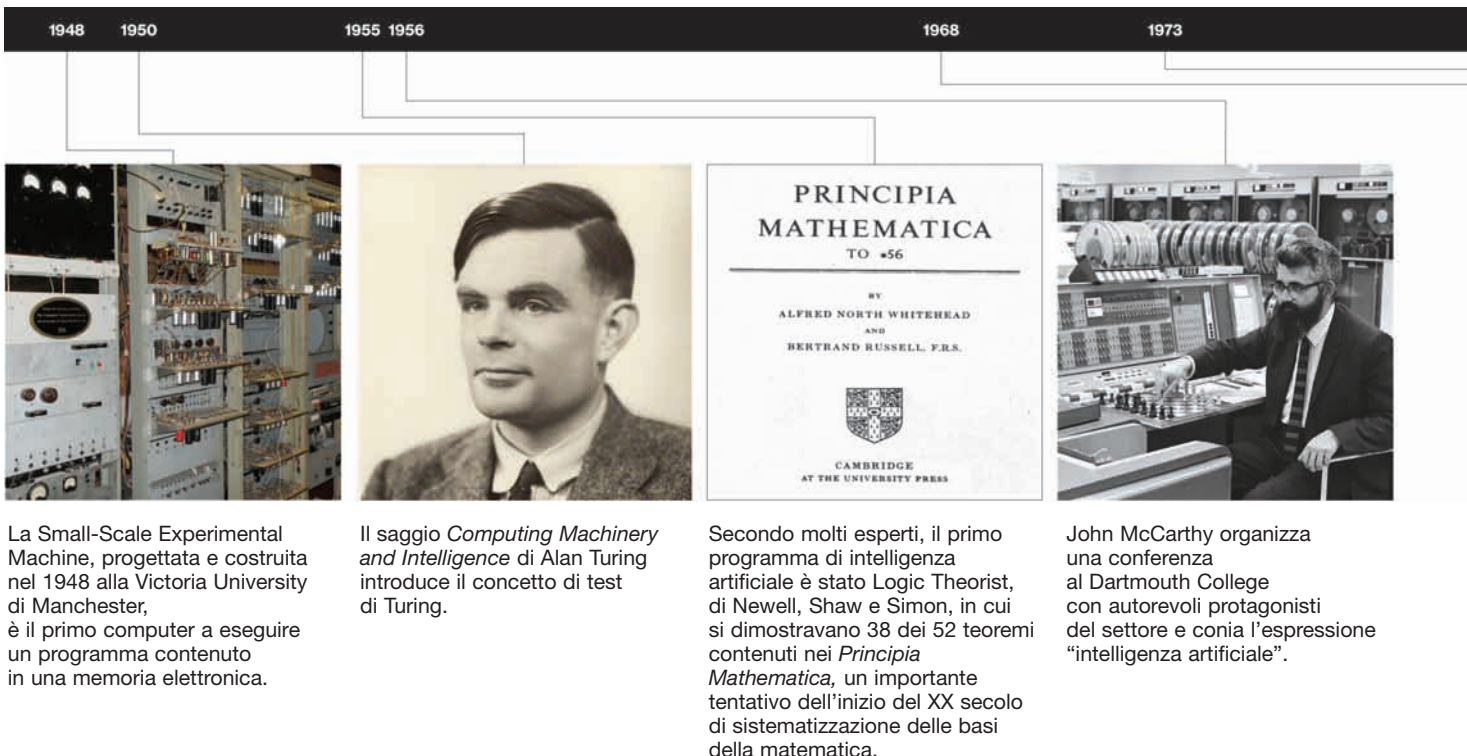 1948 1950 1955 1956 1968 1973
PRINCIPIA
MATHEMATICA
TO *56
BY
ALFRED NORTH WHITEHEAD
AND
BERTRAND RUSSELL, F.R.S.
CAMBRIDGE
AT THE UNIVERSITY PRESS
La Small-Scale Experimental
Machine, progettata e costruita
nel 1948 alla Victoria University
di Manchester,
è il primo computer a eseguire
un programma contenuto
in una memoria elettronica.
Il saggio Computing Machinery
and Intelligence di Alan Turing
introduce il concetto di test
di Turing.
Secondo molti esperti, il primo
programma di intelligenza
artificiale è stato Logic Theorist,
di Newell, Shaw e Simon, in cui
si dimostravano 38 dei 52 teoremi
contenuti nei Principia
Mathematica, un importante
tentativo dell’inizio del XX secolo
di sistematizzazione delle basi
della matematica.
John McCarthy organizza
una conferenza
al Dartmouth College
con autorevoli protagonisti
del settore e conia l’espressione
“intelligenza artificiale”.